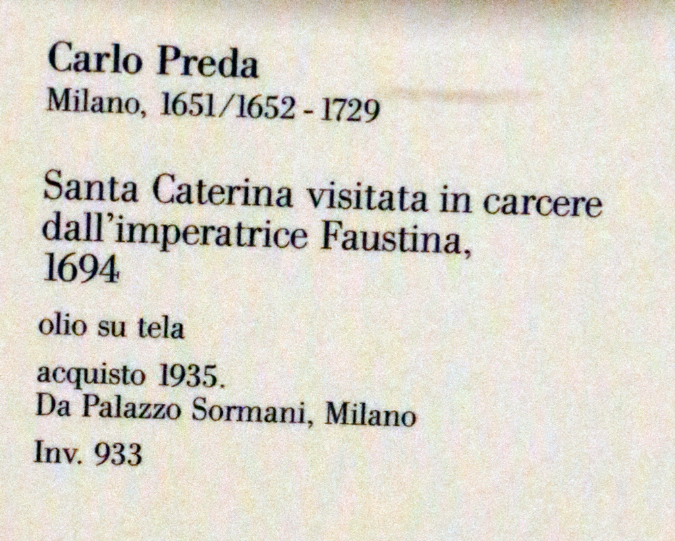 Carlo Preda
Milano, 1651/1652 - 1729
Santa Caterina visitata in carcere
dall'imperatrice Faustina,
1694
olio su tela
acquisto 1935.
Da Palazzo Sormani, Milano
Inv. 933